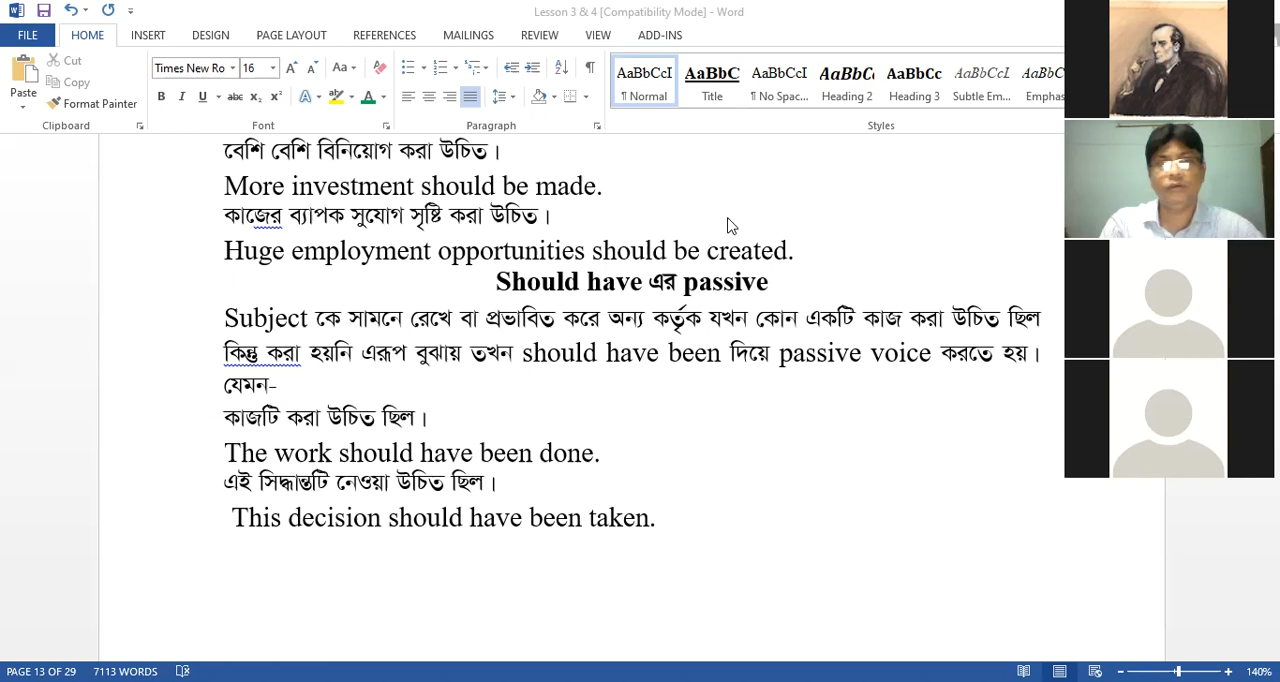 Lesson 3 & 4 [Compatibility Mode] - Word
FILE HOME INSERT DESIGN PAGE LAYOUT REFERENCES MAILINGS REVIEW VIEW ADD-INS
Cut
Copy
Format Painter
Paste
Times New Ro 16 Aa
B I U abc x₂ x² A A
AaBbCcI AaBbC AaBbCcI AaBbC AaBbCc AaBbCcL AaBbC
¶ Normal Title ¶ No Spac... Heading 2 Heading 3 Subtle Em... Emphas
Clipboard Font Paragraph Styles
বেশি বেশি বিনিয়োগ করা উচিত।
More investment should be made.
কাজের ব্যাপক সুযোগ সৃষ্টি করা উচিত।
Huge employment opportunities should be created.
Should have এর passive
Subject কে সামনে রেখে বা প্রভাবিত করে অন্য কর্তৃক যখন কোন একটি কাজ করা উচিত ছিল
কিন্তু করা হয়নি এরূপ বুঝায় তখন should have been দিয়ে passive voice করতে হয়।
যেমন-
কাজটি করা উচিত ছিল।
The work should have been done.
এই সিদ্ধান্তটি নেওয়া উচিত ছিল।
This decision should have been taken.
PAGE 13 OF 29 7113 WORDS 140%